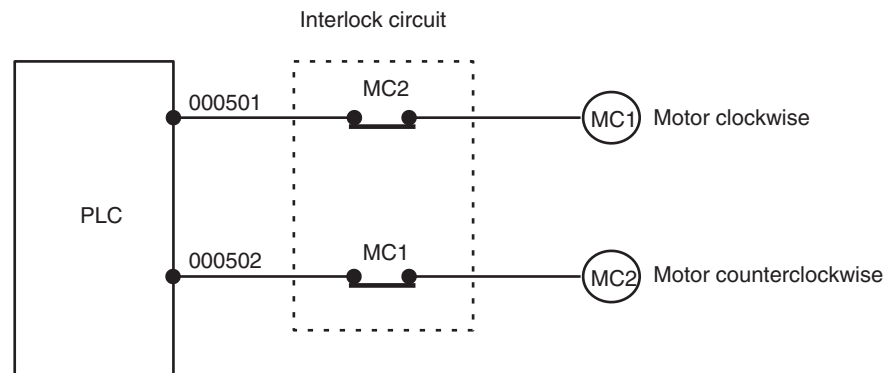 Interlock circuit
000501
MC2
MC1 Motor clockwise
PLC
000502
MC1
MC2 Motor counterclockwise